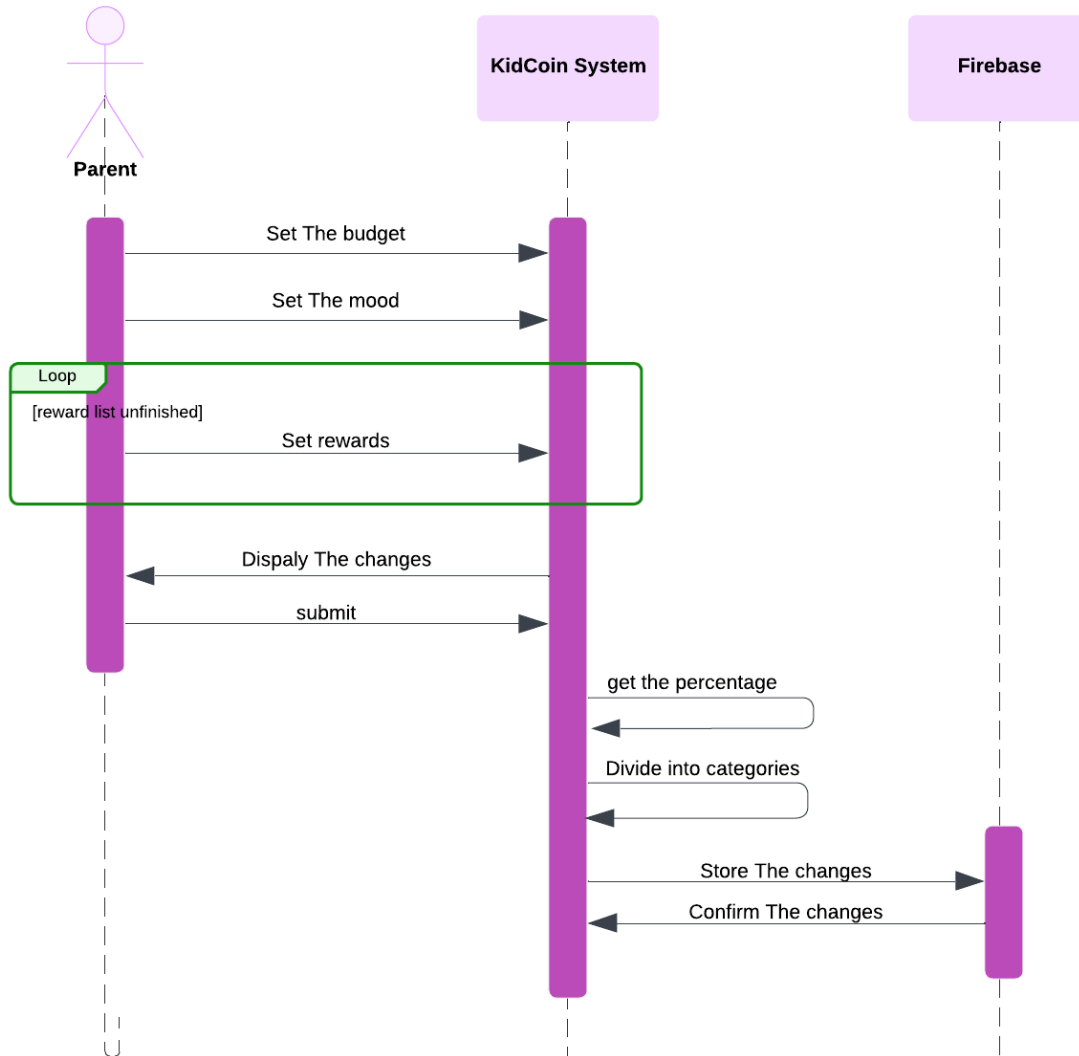 KidCoin System
Firebase
Parent
Set The budget
Set The mood
Loop
[reward list unfinished]
Set rewards
Dispaly The changes
submit
get the percentage
Divide into categories
Store The changes
Confirm The changes